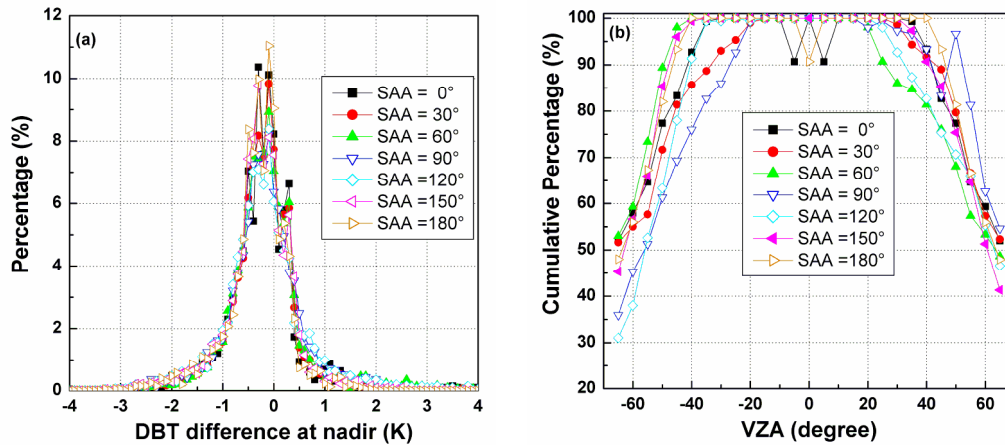 (a)
12
10
8
6
4
2
0
Percentage (%)
SAA = 0°
SAA = 30°
SAA = 60°
SAA = 90°
SAA = 120°
SAA =150°
SAA =180°
-4 -3 -2 -1 0 1 2 3 4
DBT difference at nadir (K)
(b)
100
90
80
70
60
50
40
30
20
Cumulative Percentage (%)
SAA = 0°
SAA = 30°
SAA = 60°
SAA = 90°
SAA = 120°
SAA =150°
SAA =180°
-60 -40 -20 0 20 40 60
VZA (degree)